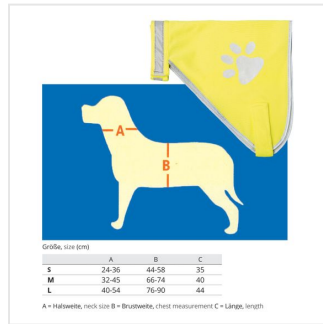 A
B
Größe, size (cm)
A B C
S 24-36 44-58 35
M 32-45 66-74 40
L 40-54 76-90 44
A = Halsweite, neck size B = Brustweite, chest measurement C = Länge, length